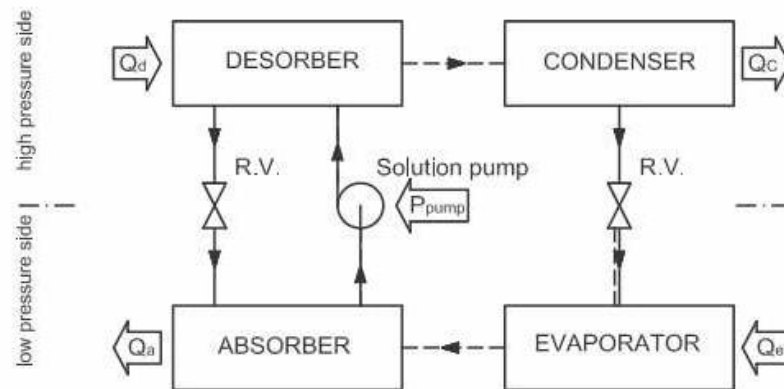 high pressure side
Qd
DESORBER
CONDENSER
QC
R.V.
Solution pump
R.V.
Ppump
low pressure side
Qa
ABSORBER
EVAPORATOR
Qe